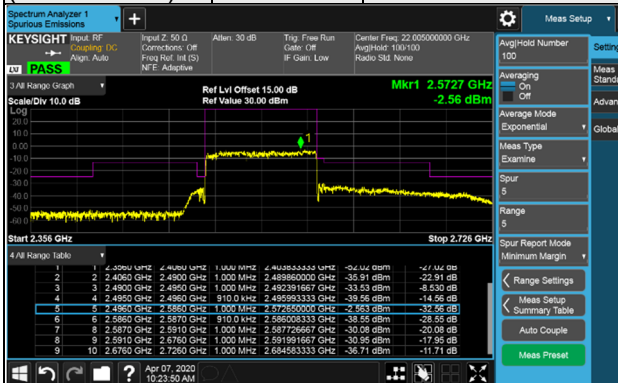 Spectrum Analyzer 1
Spurious Emissions
Meas Setup
KEYSIGHT Input: RF
Coupling: DC
Align: Auto
Input Z: 50 Ω
Corrections: Off
Freq Ref: Int (S)
NFE: Adaptive
Atten: 30 dB
Trig: Free Run
Gate: Off
IF Gain: Low
Center Freq: 22.005000000 GHz
Avg|Hold: 100/100
Radio Std: None
PASS
3 All Range Graph
Scale/Div 10.0 dB
Ref Lvl Offset 15.00 dB
Ref Value 30.00 dBm
Mkr1 2.5727 GHz
-2.56 dBm
Log
20.0
10.0
0.00
-10.0
-20.0
-30.0
-40.0
-50.0
-60.0
1
Start 2.356 GHz
Stop 2.726 GHz
4 All Range Table
1 1 2.3560 GHz 2.4060 GHz 1.000 MHz 2.403833333 GHz -62.02 dBm -27.02 dB
2 2 2.4060 GHz 2.4900 GHz 1.000 MHz 2.489860000 GHz -35.91 dBm -22.91 dB
3 3 2.4900 GHz 2.4950 GHz 1.000 MHz 2.492391667 GHz -33.53 dBm -8.530 dB
4 4 2.4950 GHz 2.4960 GHz 910.0 kHz 2.495993333 GHz -39.56 dBm -14.56 dB
5 5 2.4960 GHz 2.5860 GHz 1.000 MHz 2.572650000 GHz -2.563 dBm -32.56 dB
6 6 2.5860 GHz 2.5870 GHz 910.0 kHz 2.586008333 GHz -38.55 dBm -28.55 dB
7 8 2.5870 GHz 2.5910 GHz 1.000 MHz 2.587726667 GHz -30.08 dBm -20.08 dB
8 9 2.5910 GHz 2.6760 GHz 1.000 MHz 2.591991667 GHz -30.95 dBm -17.95 dB
9 10 2.6760 GHz 2.7260 GHz 1.000 MHz 2.684583333 GHz -36.71 dBm -11.71 dB
Apr 07, 2020
10:23:50 AM
Avg|Hold Number
100
Averaging
On
Off
Average Mode
Exponential
Meas Type
Examine
Spur
5
Range
5
Spur Report Mode
Minimum Margin
Range Settings
Meas Setup
Summary Table
Auto Couple
Meas Preset
Settings
Meas
Standa
Advan
Global